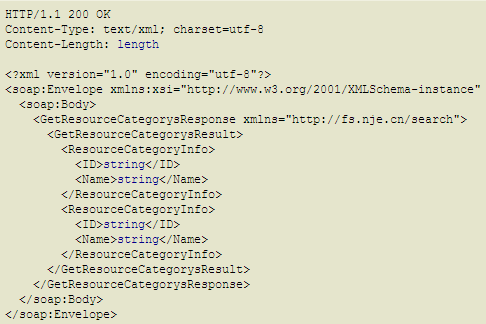 HTTP/1.1 200 OK
Content-Type: text/xml; charset=utf-8
Content-Length: length
<?xml version="1.0" encoding="utf-8"?>
<soap:Envelope xmlns:xsi="http://www.w3.org/2001/XMLSchema-instance"
<soap:Body>
<GetResourceCategorysResponse xmlns="http://fs.nje.cn/search">
<GetResourceCategorysResult>
<ResourceCategoryInfo>
<ID>string</ID>
<Name>string</Name>
</ResourceCategoryInfo>
<ResourceCategoryInfo>
<ID>string</ID>
<Name>string</Name>
</ResourceCategoryInfo>
</GetResourceCategorysResult>
</GetResourceCategorysResponse>
</soap:Body>
</soap:Envelope>